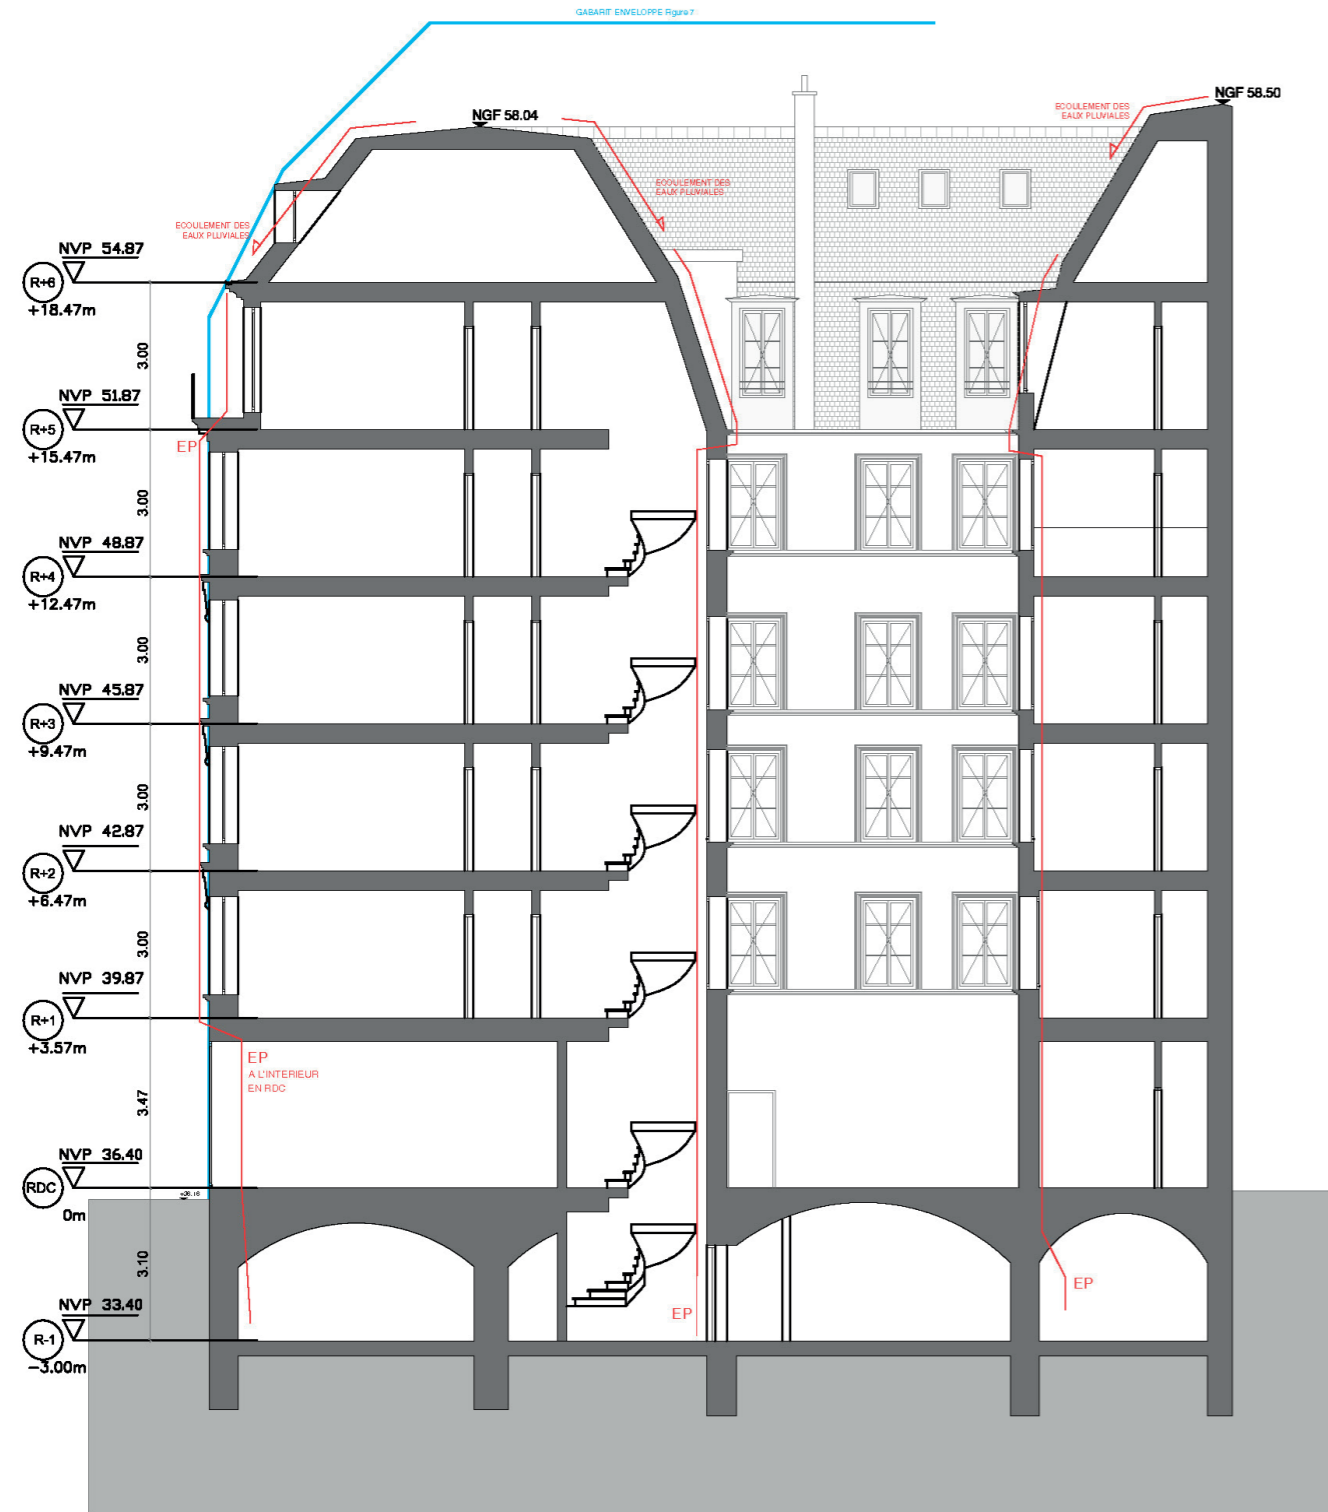 GABARIT ENVELOPPE Figure 7
NGF 58.50
NGF 58.04
ECOULEMENT DES
EAUX PLUVIALES
ECOULEMENT DES
EAUX PLUVIALES
ECOULEMENT DES
EAUX PLUVIALES
NVP 54.87
R+6
+18.47m
3.00
NVP 51.87
R+5
+15.47m
EP
3.00
NVP 48.87
R+4
+12.47m
3.00
NVP 45.87
R+3
+9.47m
3.00
NVP 42.87
R+2
+6.47m
3.00
NVP 39.87
R+1
+3.57m
EP
A L'INTERIEUR
EN RDC
3.47
NVP 36.40
RDC
0m
+36.16
3.10
EP
EP
NVP 33.40
R-1
-3.00m